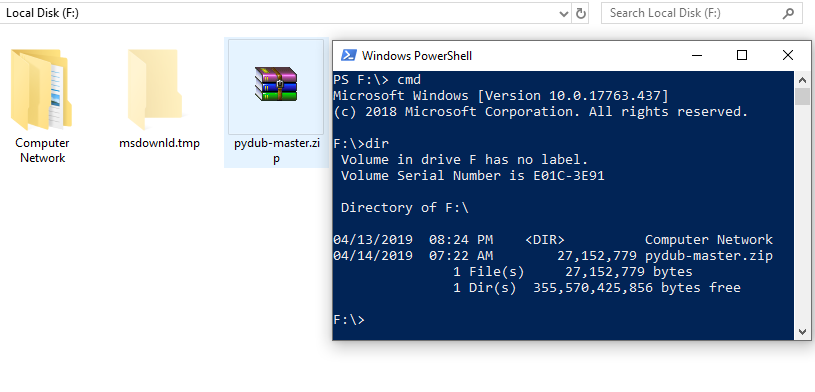 Local Disk (F:)
Search Local Disk (F:)
Computer
Network
msdownld.tmp
pydub-master.zi
p
Windows PowerShell
PS F:\> cmd
Microsoft Windows [Version 10.0.17763.437]
(c) 2018 Microsoft Corporation. All rights reserved.
F:\>dir
Volume in drive F has no label.
Volume Serial Number is E01C-3E91
Directory of F:\
04/13/2019  08:24 PM    <DIR>          Computer Network
04/14/2019  07:22 AM        27,152,779 pydub-master.zip
1 File(s)     27,152,779 bytes
1 Dir(s)  355,570,425,856 bytes free
F:\>